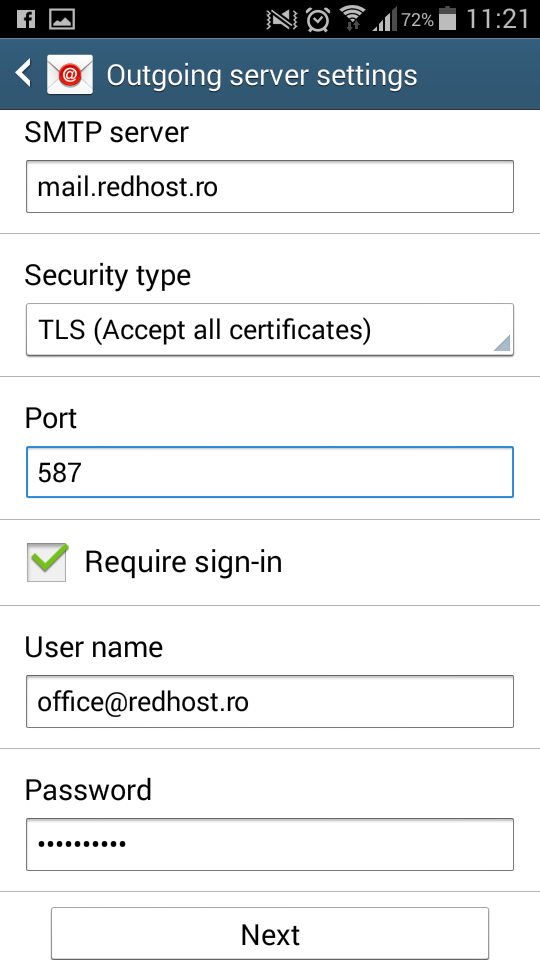 72% 11:21
Outgoing server settings
SMTP server
mail.redhost.ro
Security type
TLS (Accept all certificates)
Port
587
Require sign-in
User name
office@redhost.ro
Password
••••••••••
Next